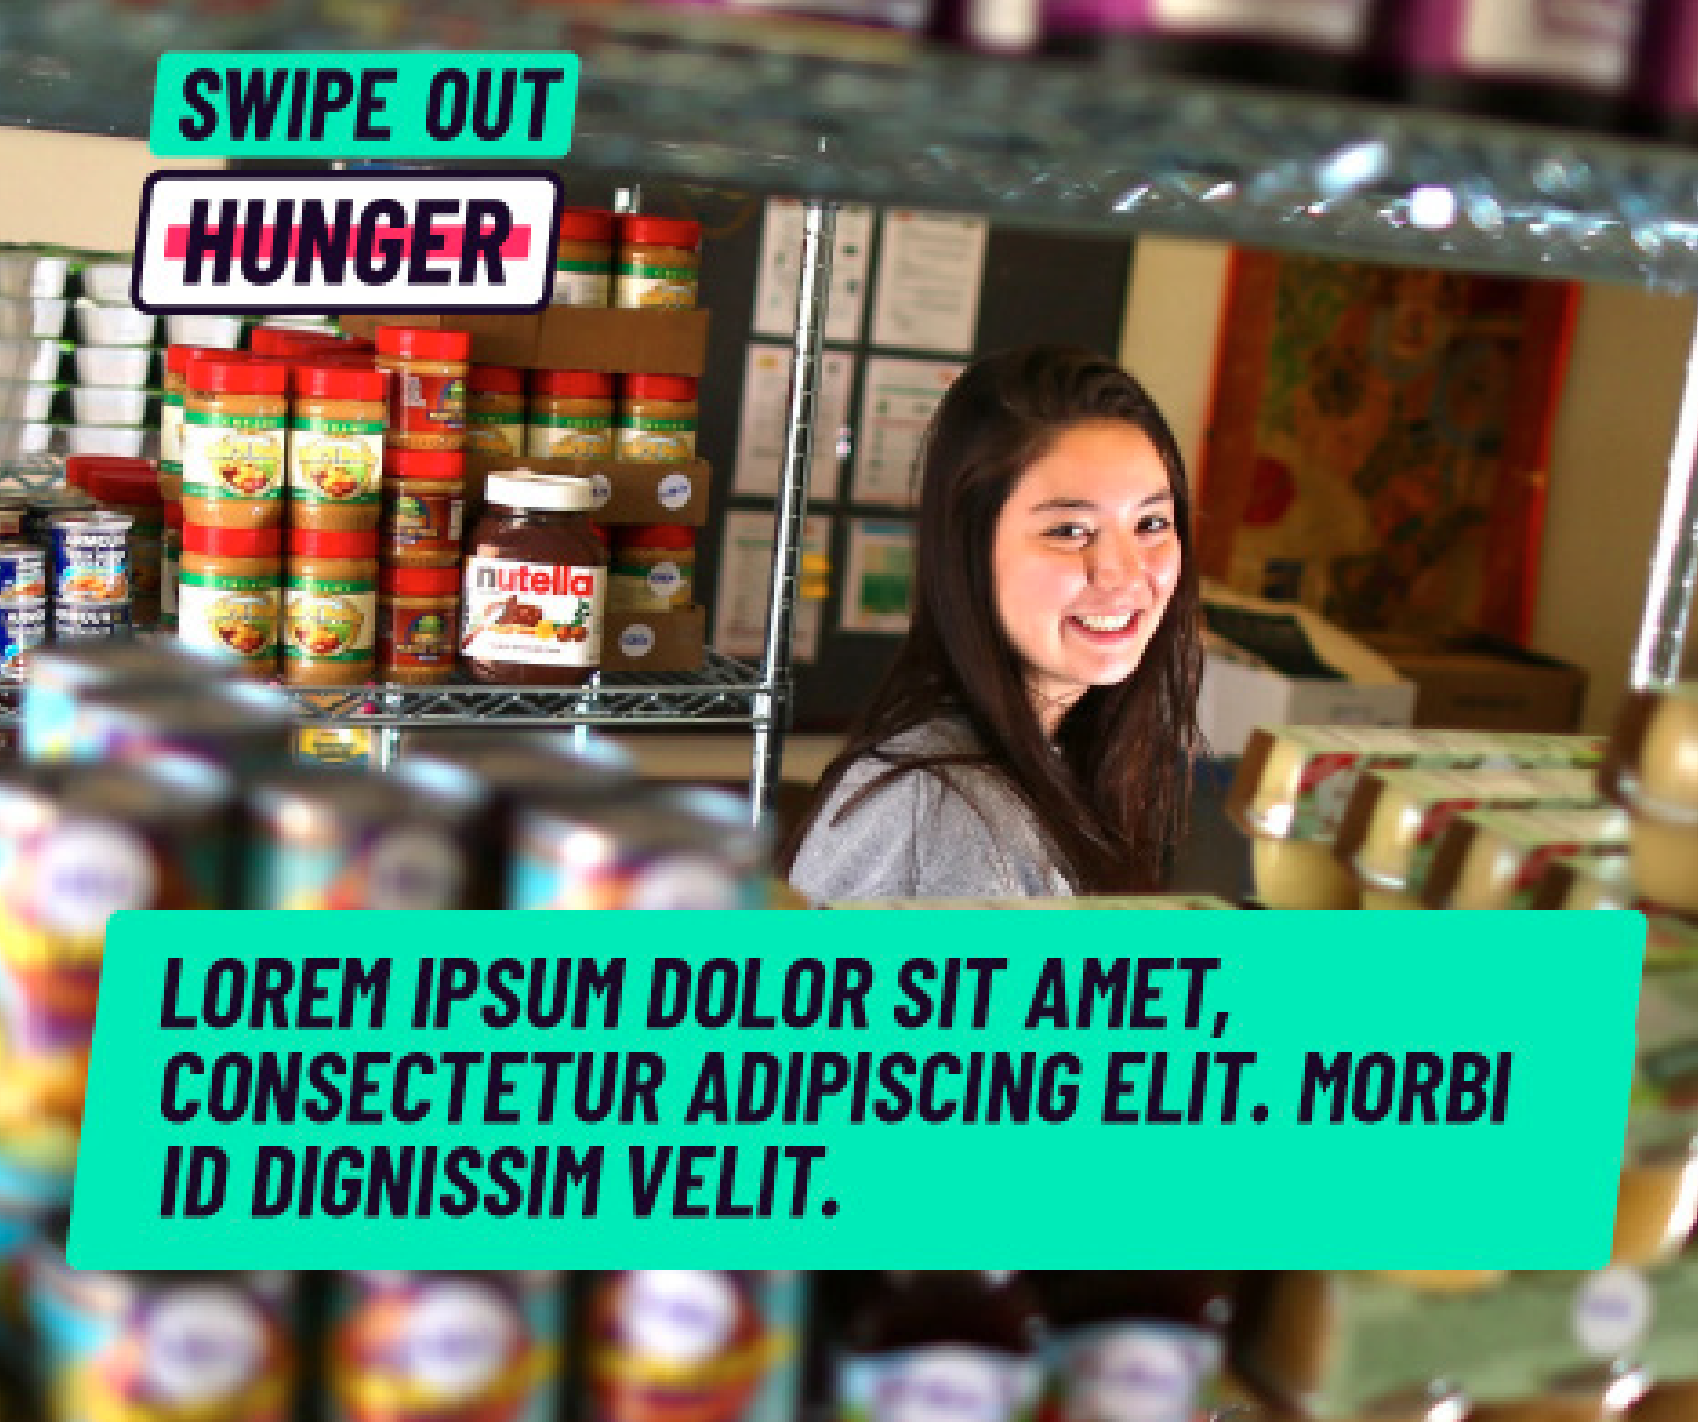 SWIPE OUT
HUNGER
nutella
LOREM IPSUM DOLOR SIT AMET,
CONSECTETUR ADIPISCING ELIT. MORBI
ID DIGNISSIM VELIT.